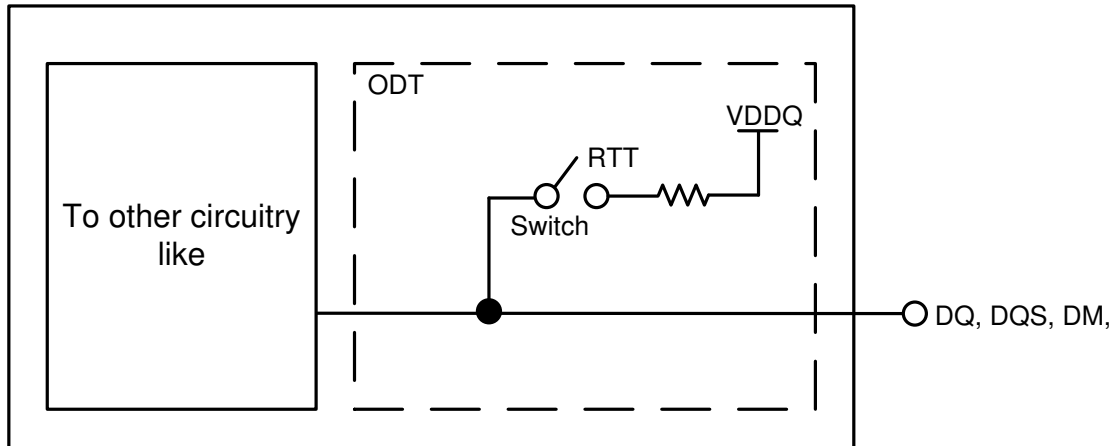 ODT
VDDQ
RTT
Switch
To other circuitry
like
DQ, DQS, DM,